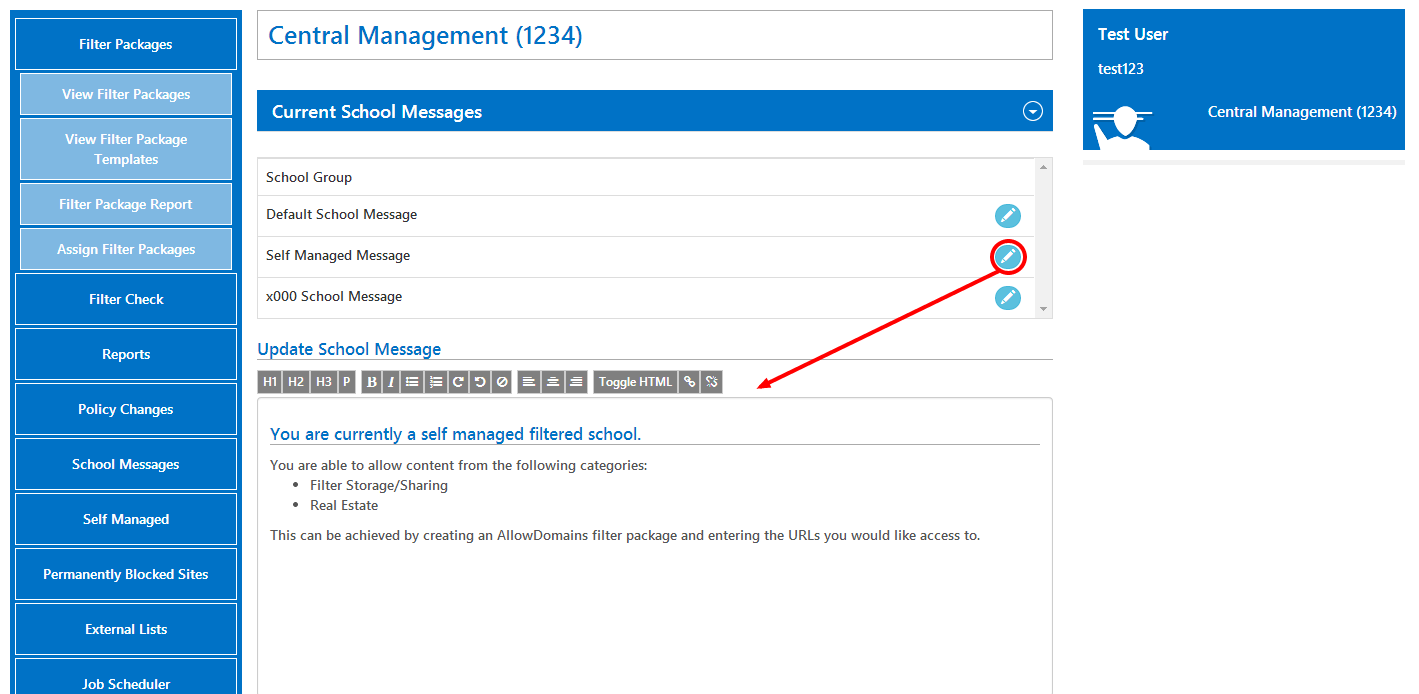 Filter Packages
View Filter Packages
View Filter Package
Templates
Filter Package Report
Assign Filter Packages
Filter Check
Reports
Policy Changes
School Messages
Self Managed
Permanently Blocked Sites
External Lists
Job Scheduler
Central Management (1234)
Current School Messages
School Group
Default School Message
Self Managed Message
x000 School Message
Update School Message
H1 H2 H3 P B I Toggle HTML
You are currently a self managed filtered school.
You are able to allow content from the following categories:
• Filter Storage/Sharing
• Real Estate
This can be achieved by creating an AllowDomains filter package and entering the URLs you would like access to.
Test User
test123
Central Management (1234)